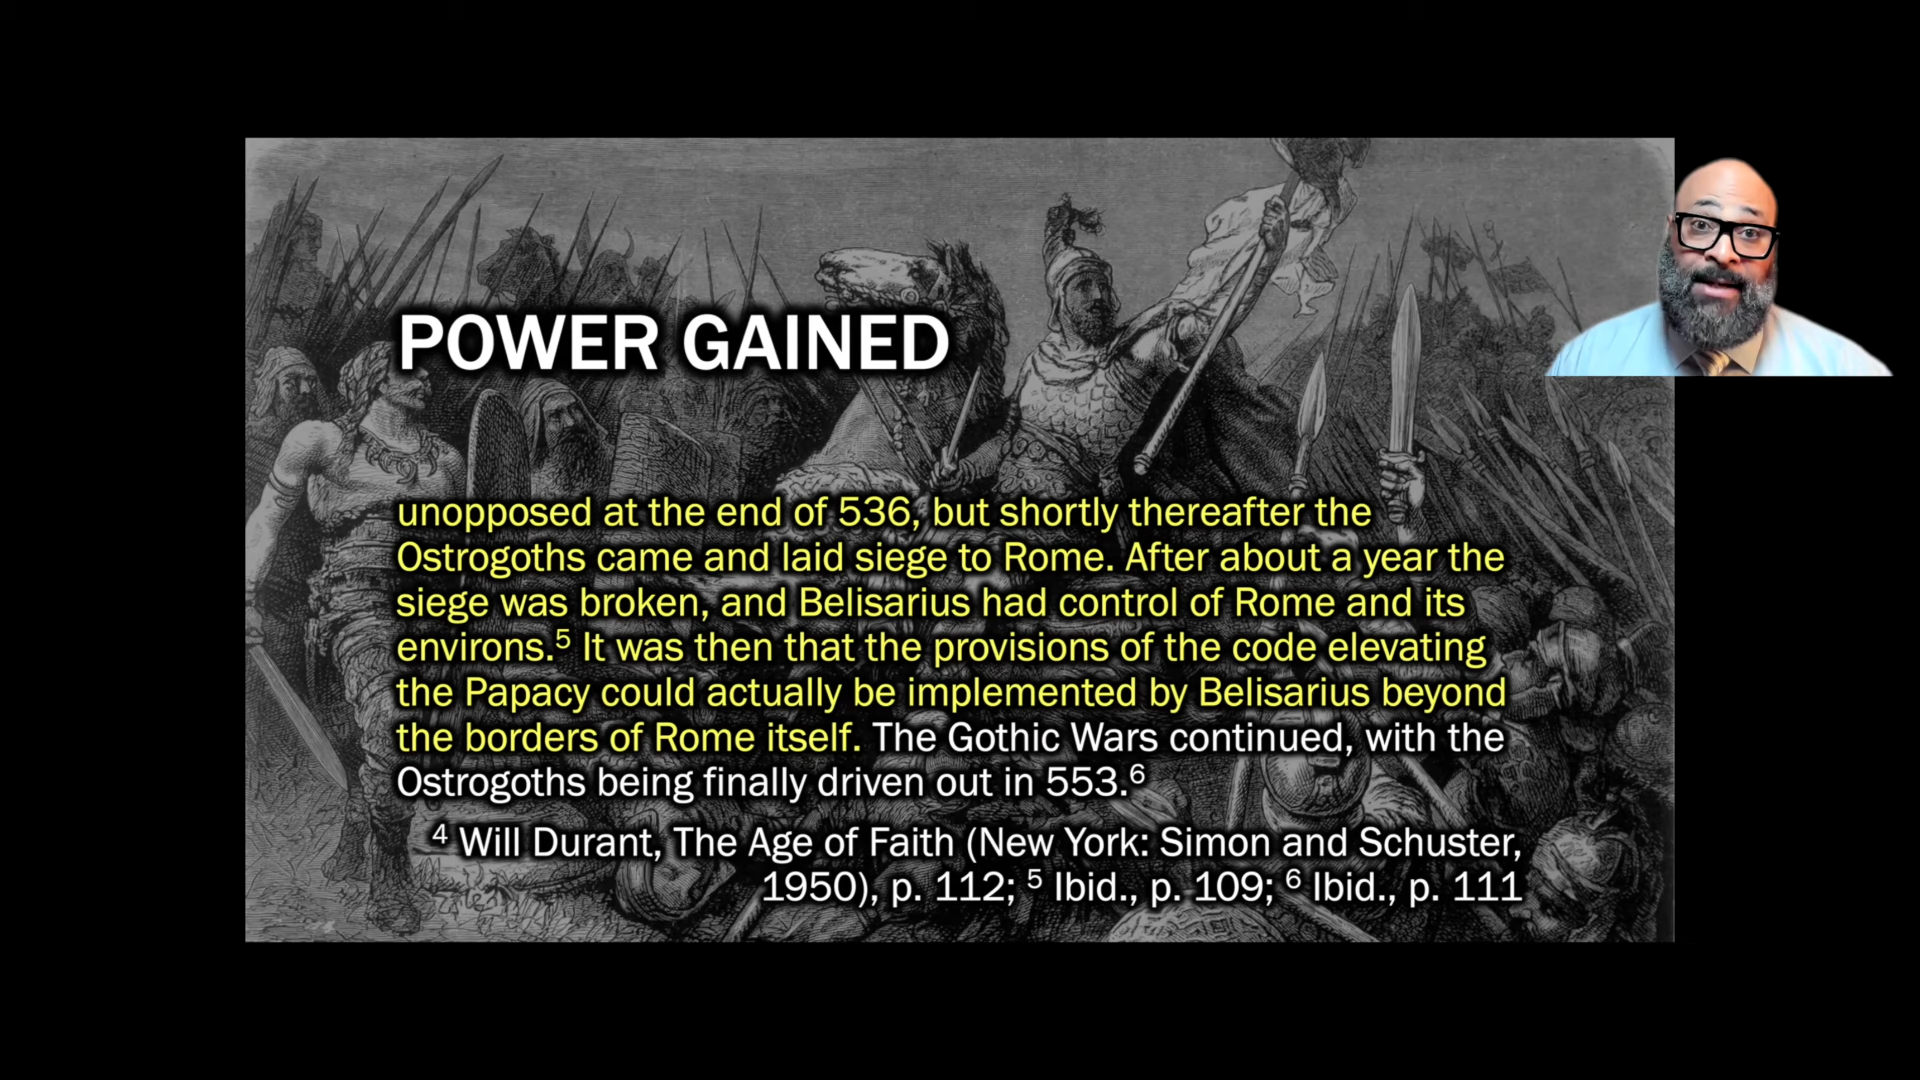 POWER GAINED
unopposed at the end of 536, but shortly thereafter the
Ostrogoths came and laid siege to Rome. After about a year the
siege was broken, and Belisarius had control of Rome and its
environs.⁵ It was then that the provisions of the code elevating
the Papacy could actually be implemented by Belisarius beyond
the borders of Rome itself. The Gothic Wars continued, with the
Ostrogoths being finally driven out in 553.⁶
⁴ Will Durant, The Age of Faith (New York: Simon and Schuster,
1950), p. 112; ⁵ Ibid., p. 109; ⁶ Ibid., p. 111